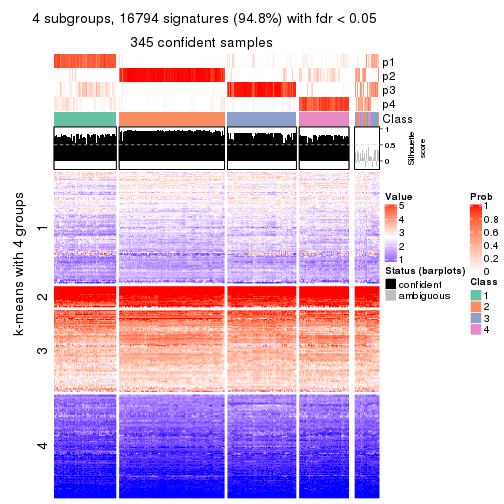 4 subgroups, 16794 signatures (94.8%) with fdr < 0.05
345 confident samples
p1
p2
p3
p4
Class
1
0.5
0
Silhouette
score
k-means with 4 groups
1
2
3
4
Value
5
4
3
2
1
Status (barplots)
confident
ambiguous
Prob
1
0.8
0.6
0.4
0.2
0
Class
1
2
3
4